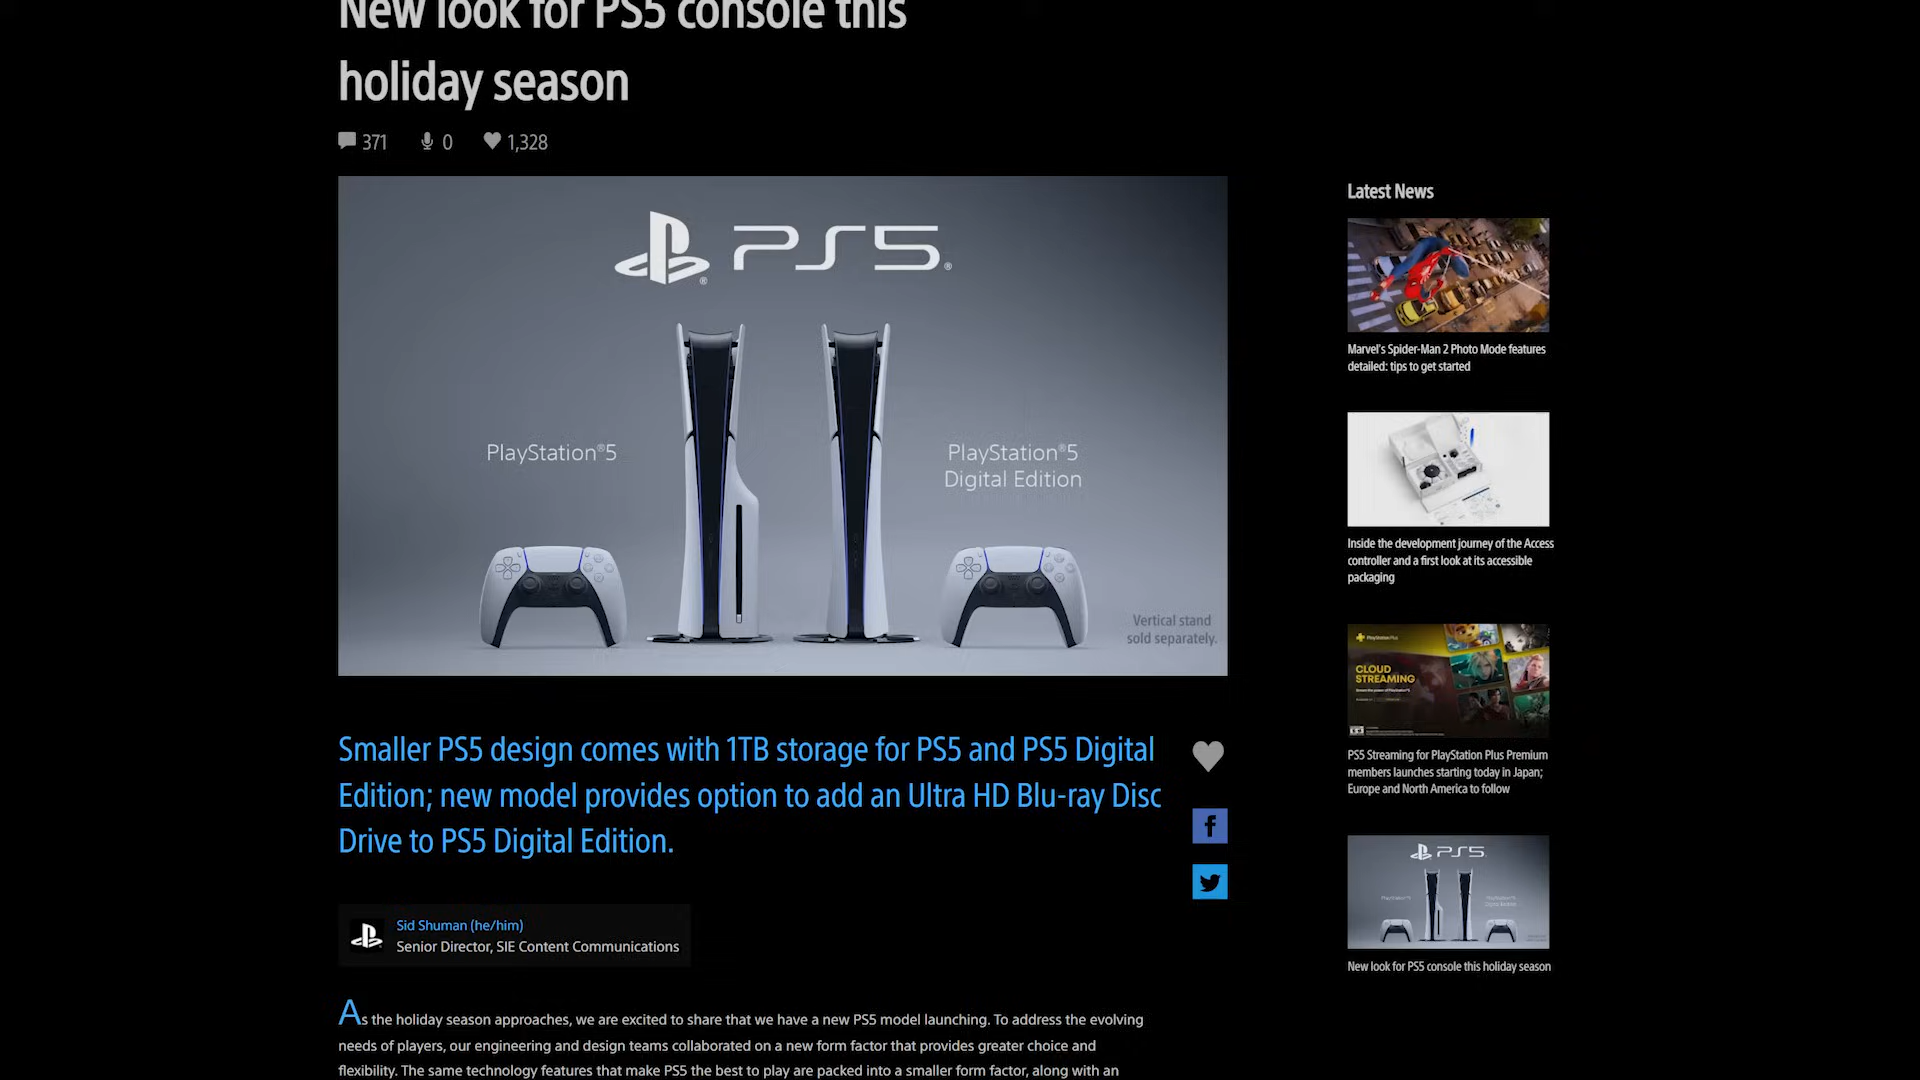 New look for PS5 console this
holiday season
371 0 1,328
PS5
PlayStation®5
PlayStation®5
Digital Edition
Vertical stand
sold separately.
Smaller PS5 design comes with 1TB storage for PS5 and PS5 Digital
Edition; new model provides option to add an Ultra HD Blu-ray Disc
Drive to PS5 Digital Edition.
Sid Shuman (he/him)
Senior Director, SIE Content Communications
As the holiday season approaches, we are excited to share that we have a new PS5 model launching. To address the evolving
needs of players, our engineering and design teams collaborated on a new form factor that provides greater choice and
flexibility. The same technology features that make PS5 the best to play are packed into a smaller form factor, along with an
Latest News
Marvel's Spider-Man 2 Photo Mode features
detailed: tips to get started
Inside the development journey of the Access
controller and a first look at its accessible
packaging
PlayStation Plus
CLOUD
STREAMING
PS5 Streaming for PlayStation Plus Premium
members launches starting today in Japan;
Europe and North America to follow
PS5
New look for PS5 console this holiday season